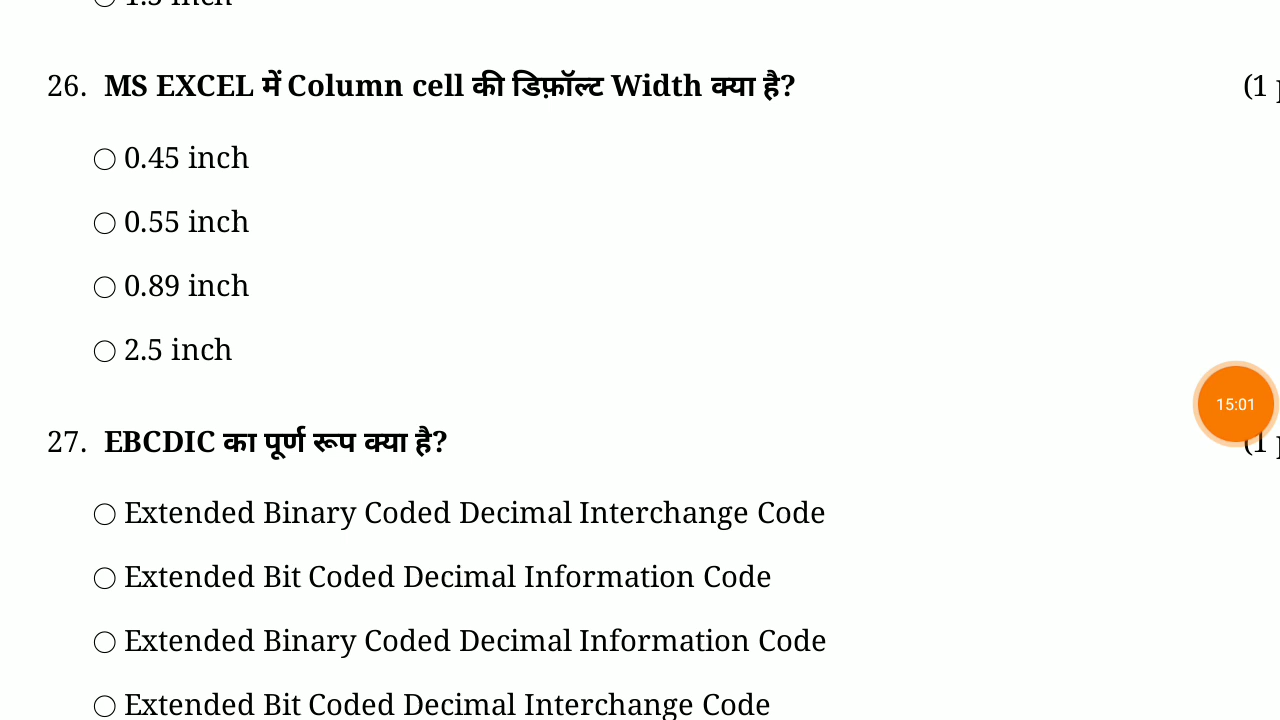 26. MS EXCEL में Column cell की डिफ़ॉल्ट Width क्या है? (1
0.45 inch
0.55 inch
0.89 inch
2.5 inch
15:01
27. EBCDIC का पूर्ण रूप क्या है? (1
Extended Binary Coded Decimal Interchange Code
Extended Bit Coded Decimal Information Code
Extended Binary Coded Decimal Information Code
Extended Bit Coded Decimal Interchange Code